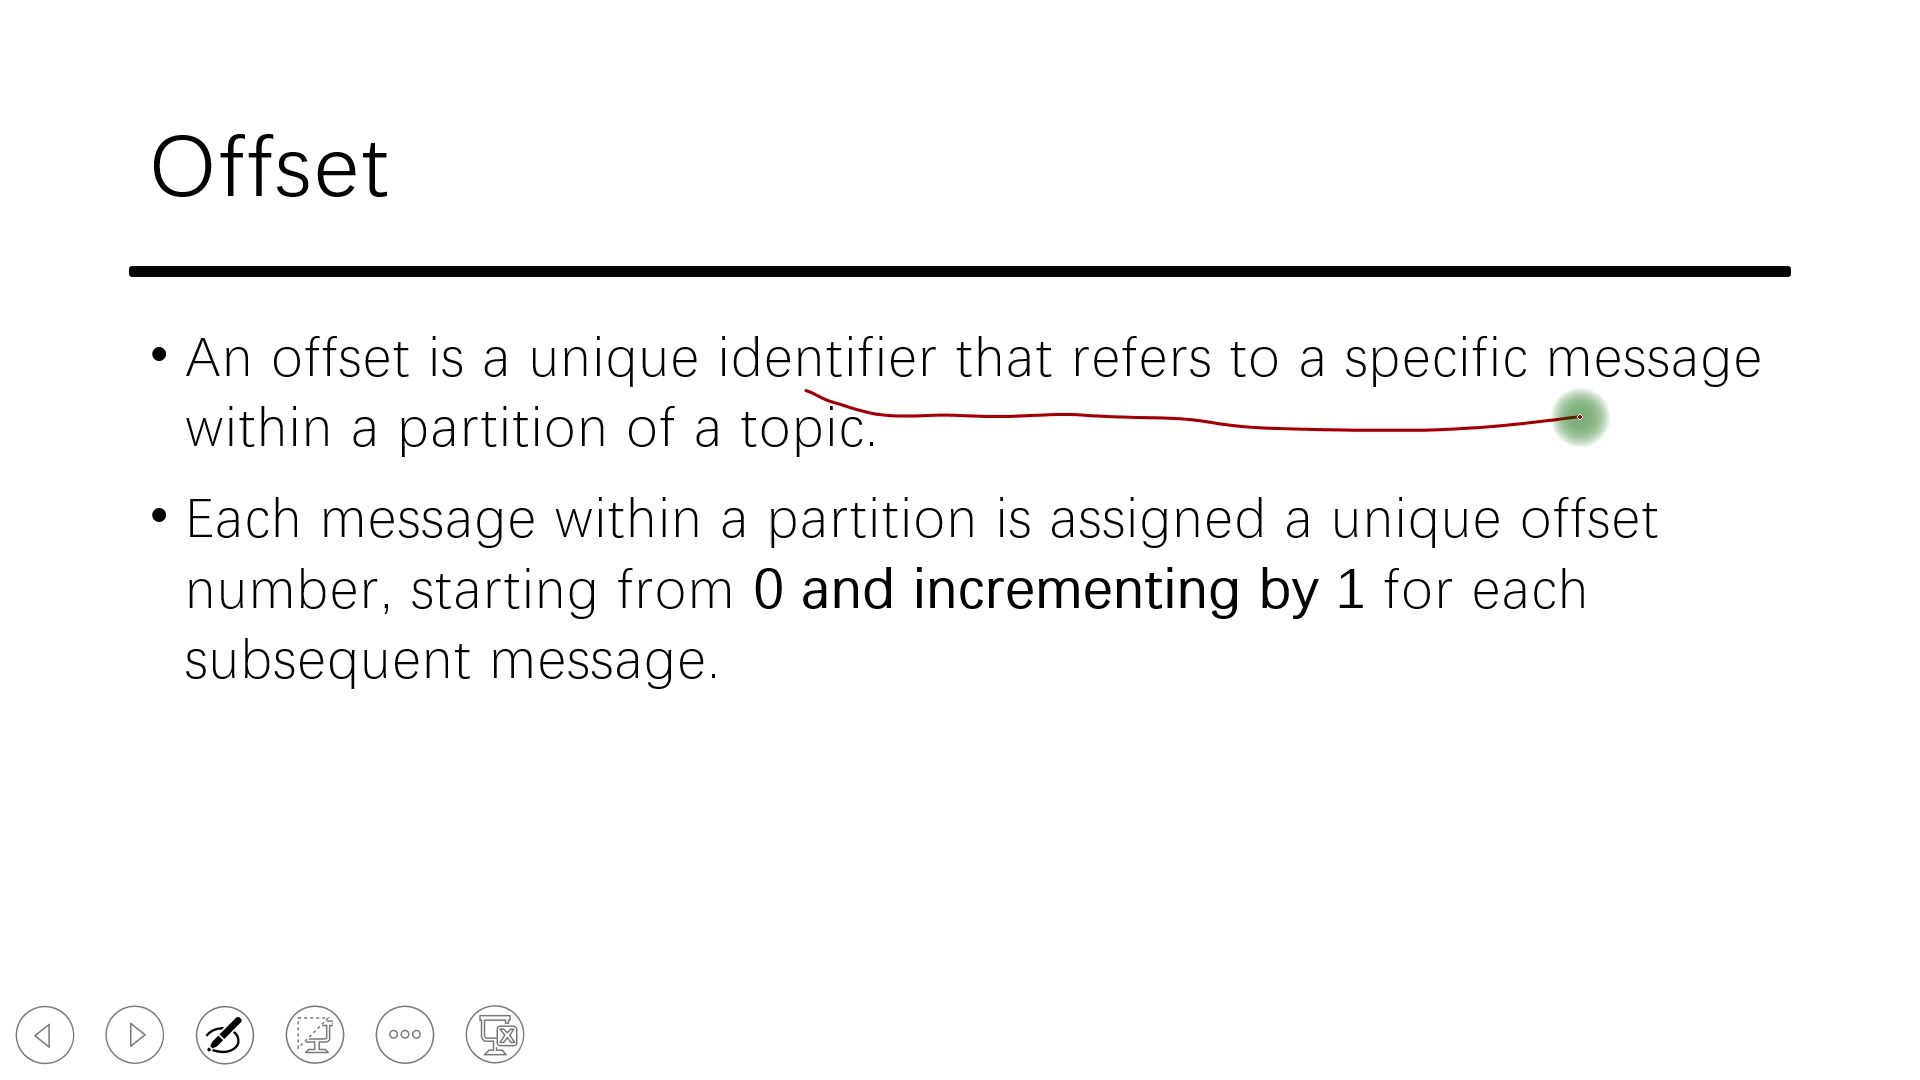 Offset
• An offset is a unique identifier that refers to a specific message
within a partition of a topic.
• Each message within a partition is assigned a unique offset
number, starting from 0 and incrementing by 1 for each
subsequent message.